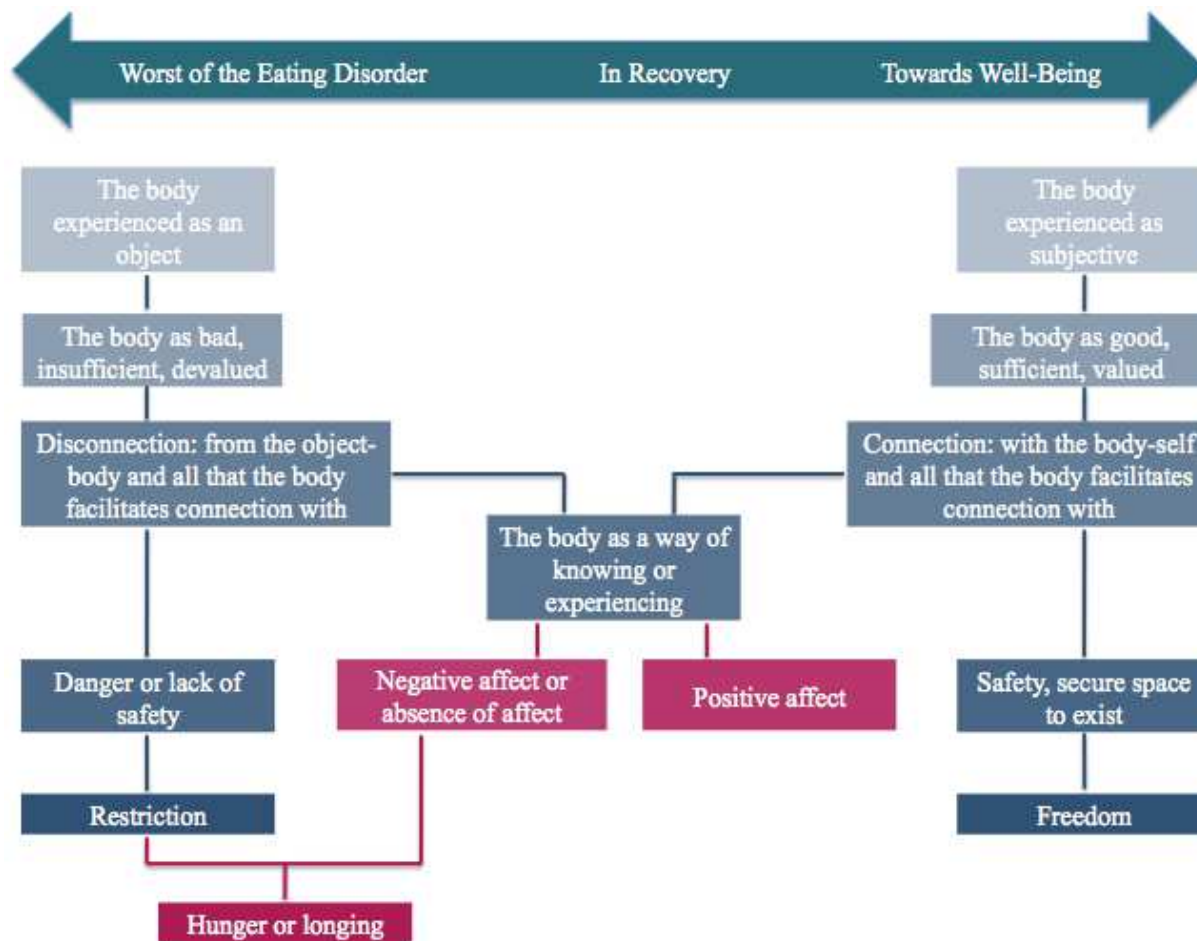 Worst of the Eating Disorder
In Recovery
Towards Well-Being
The body
experienced as an
object
The body
experienced as
subjective
The body as bad,
insufficient, devalued
The body as good,
sufficient, valued
Disconnection: from the object-
body and all that the body
facilitates connection with
Connection: with the body-self
and all that the body facilitates
connection with
The body as a way of
knowing or
experiencing
Danger or lack of
safety
Negative affect or
absence of affect
Positive affect
Safety, secure space
to exist
Restriction
Freedom
Hunger or longing